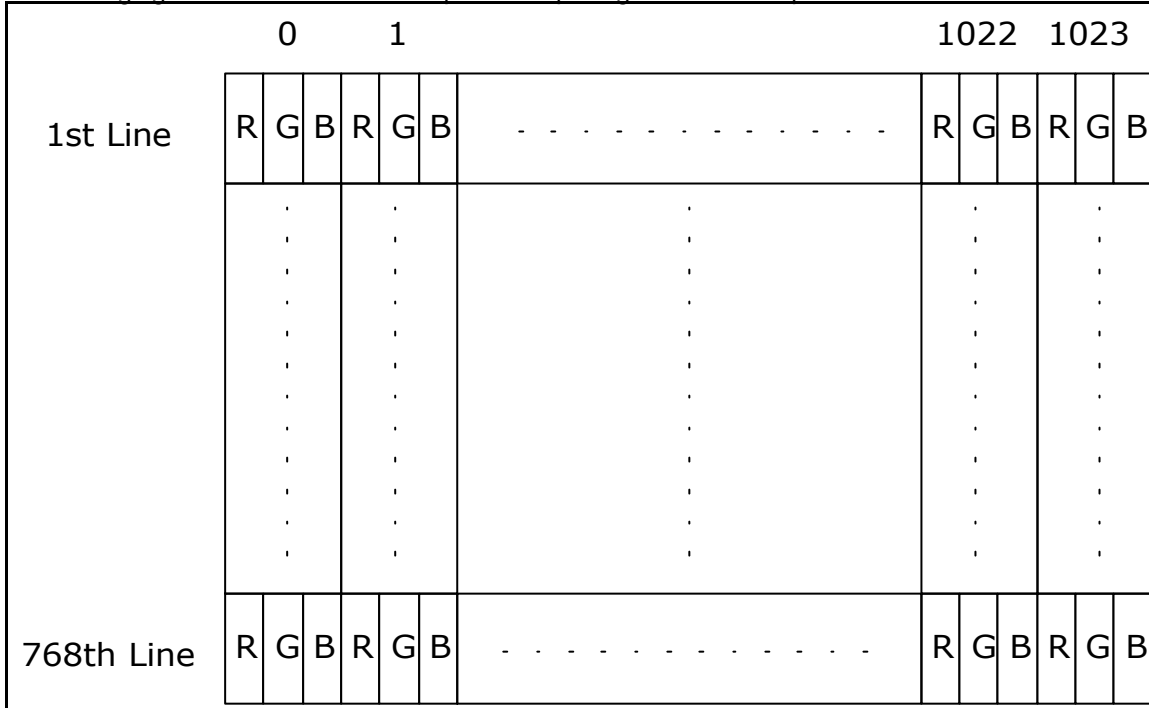 0 1 1022 1023
1st Line R G B R G B - - - - - - - - - - - - R G B R G B
768th Line R G B R G B - - - - - - - - - - - - R G B R G B